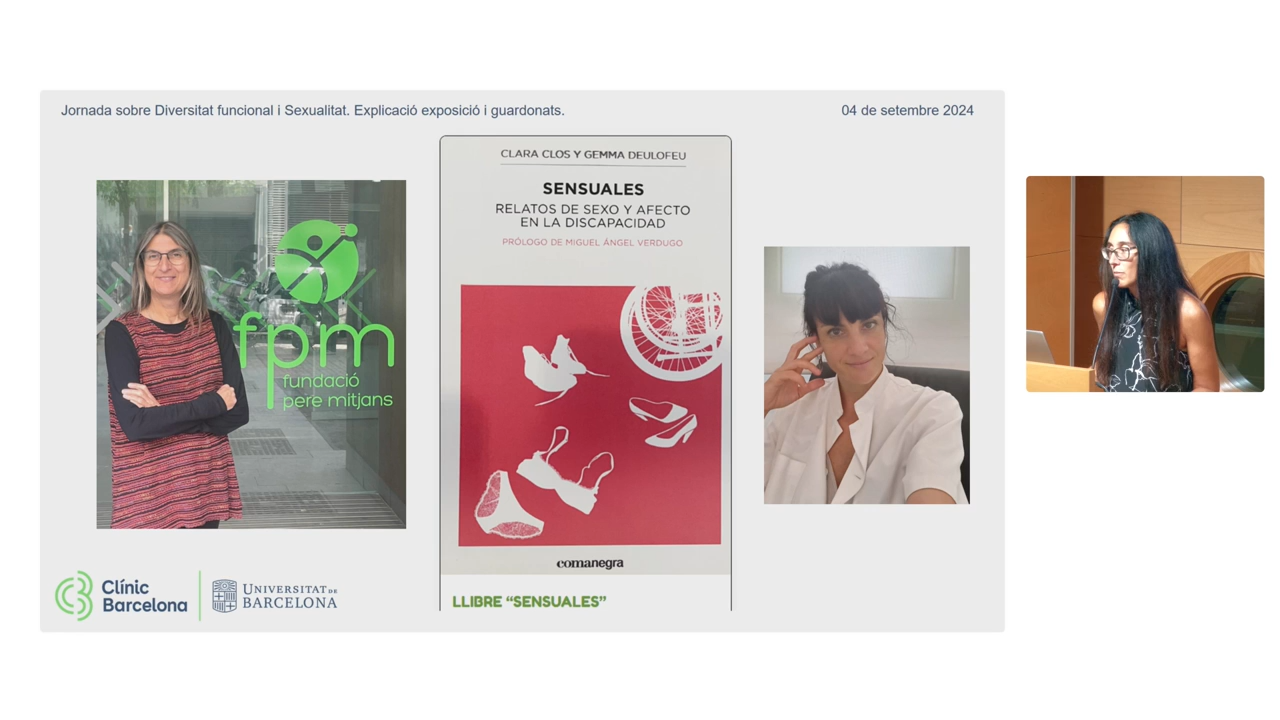 Jornada sobre Diversitat funcional i Sexualitat. Explicació exposició i guardonats.
04 de setembre 2024
fpm
fundació
pere mitjans
CLARA CLOS Y GEMMA DEULOFEU
SENSUALES
RELATOS DE SEXO Y AFECTO
EN LA DISCAPACIDAD
PRÓLOGO DE MIGUEL ÁNGEL VERDUGO
comanegra
LLIBRE “SENSUALES”
Clínic
Barcelona
UNIVERSITAT DE
BARCELONA